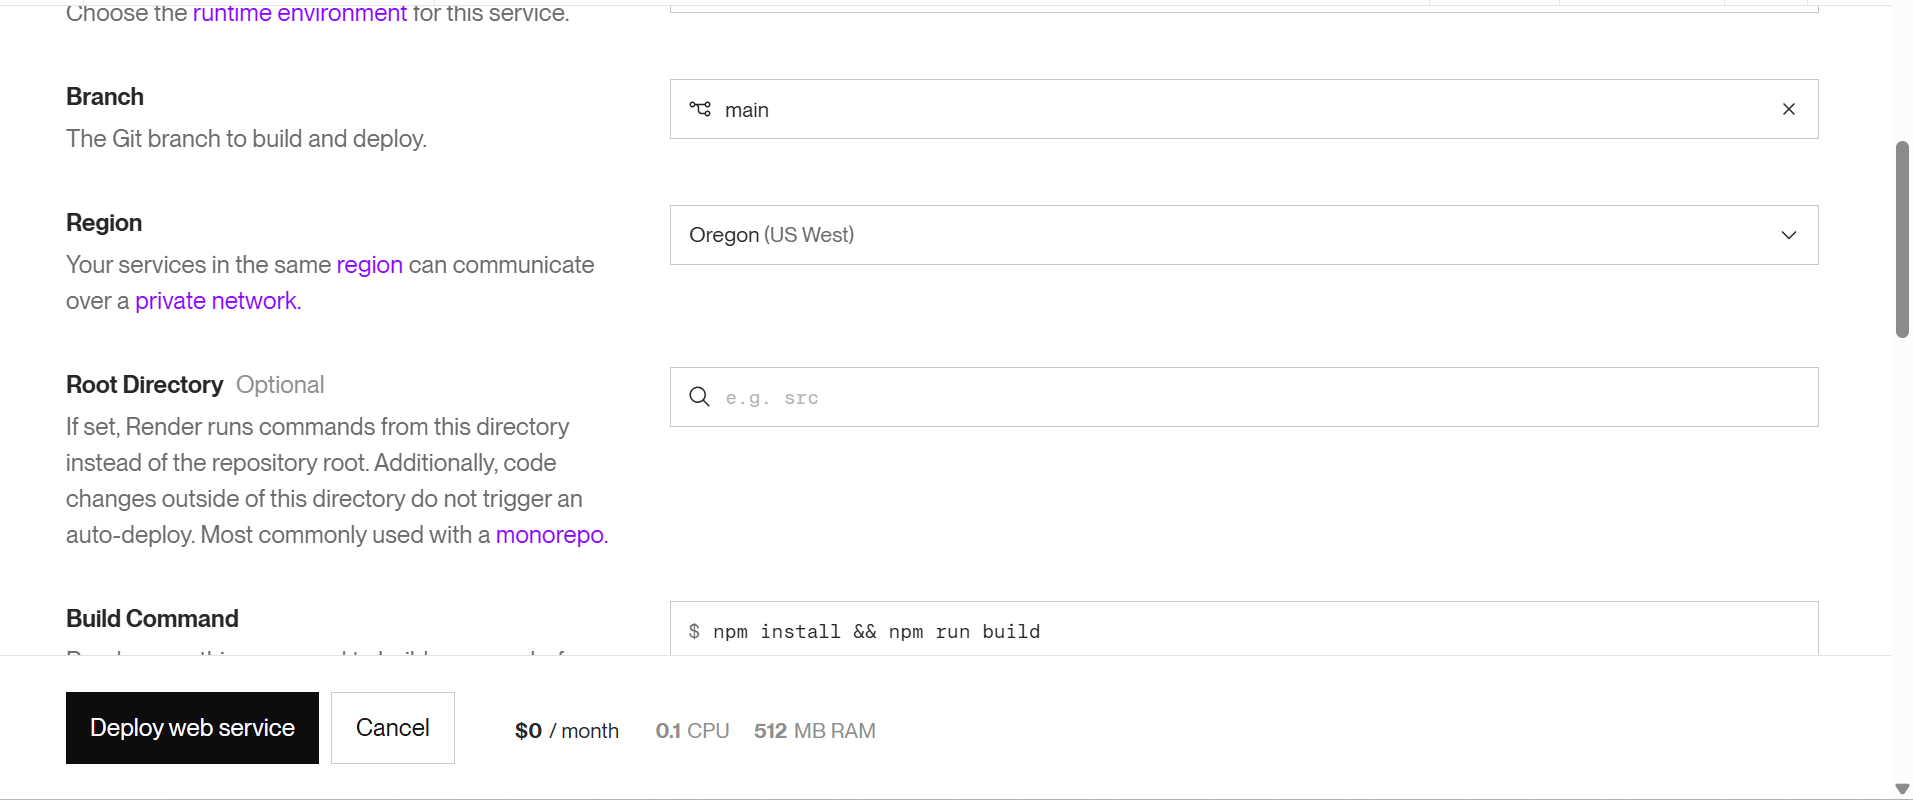 Choose the runtime environment for this service.
Branch
The Git branch to build and deploy.
main
Region
Your services in the same region can communicate
over a private network.
Oregon (US West)
Root Directory Optional
If set, Render runs commands from this directory
instead of the repository root. Additionally, code
changes outside of this directory do not trigger an
auto-deploy. Most commonly used with a monorepo.
e.g. src
Build Command
$ npm install && npm run build
Deploy web service
Cancel
$0 / month
0.1 CPU
512 MB RAM